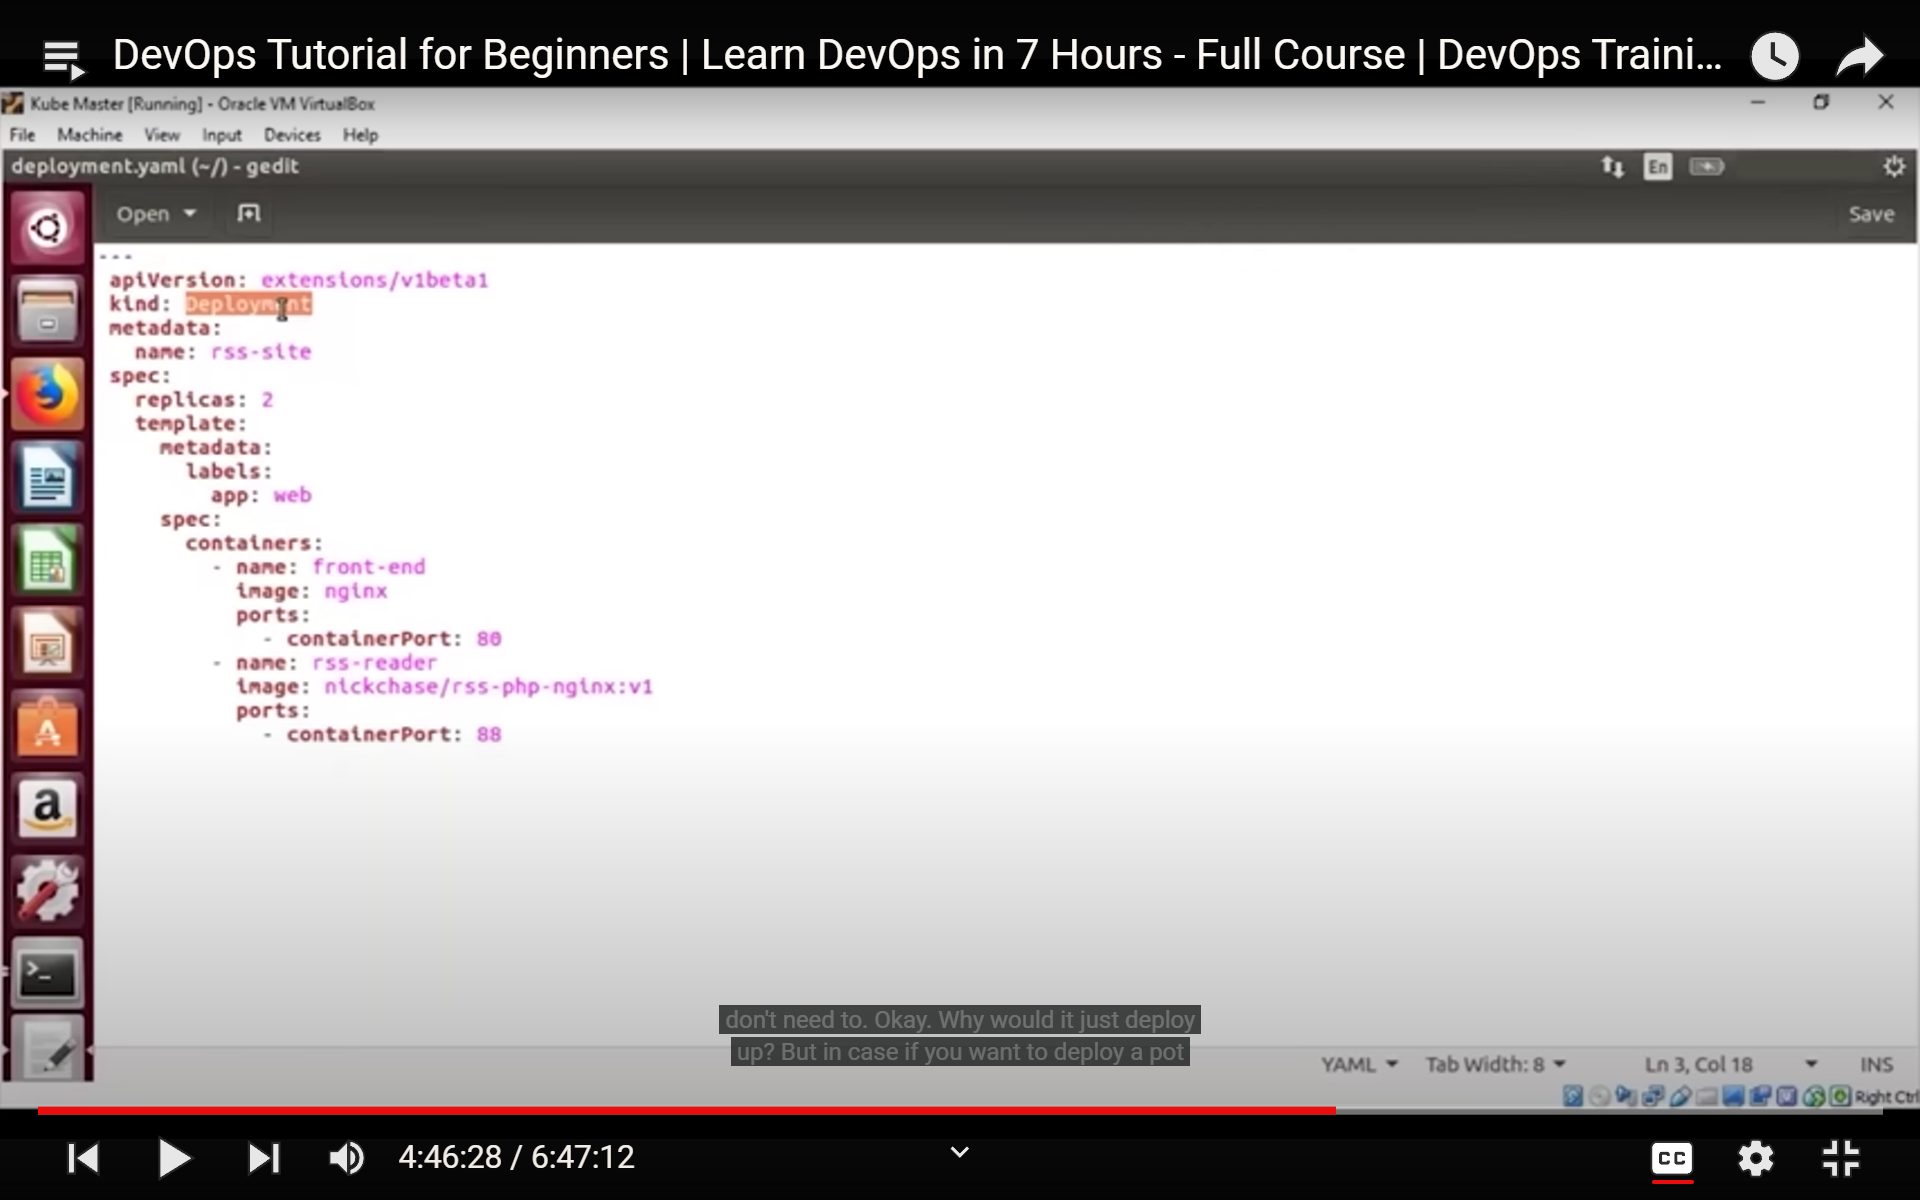 DevOps Tutorial for Beginners | Learn DevOps in 7 Hours - Full Course | DevOps Traini...
Kube Master [Running] - Oracle VM VirtualBox
File Machine View Input Devices Help
deployment.yaml (~/) - gedit
En
Open
Save
---
apiVersion: extensions/v1beta1
kind: Deployment
metadata:
name: rss-site
spec:
replicas: 2
template:
metadata:
labels:
app: web
spec:
containers:
- name: front-end
image: nginx
ports:
- containerPort: 80
- name: rss-reader
image: nickchase/rss-php-nginx:v1
ports:
- containerPort: 88
don't need to. Okay. Why would it just deploy
up? But in case if you want to deploy a pot
YAML Tab Width: 8 Ln 3, Col 18 INS
Right Ctrl
4:46:28 / 6:47:12
CC